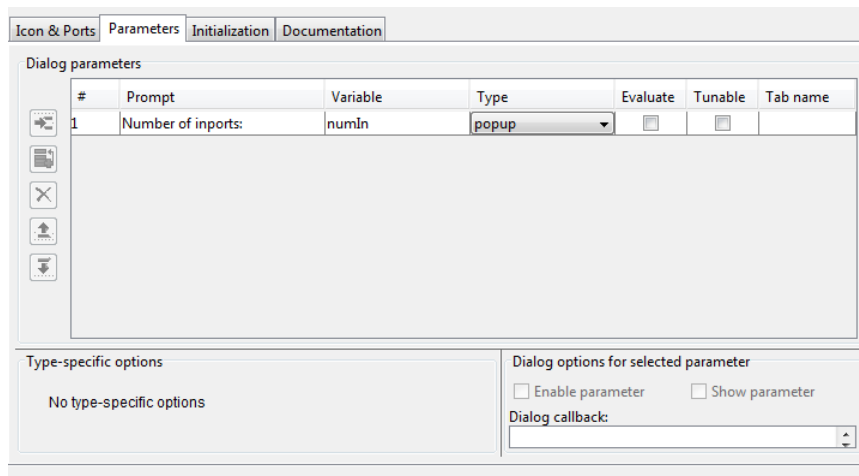 Icon & Ports Parameters Initialization Documentation
Dialog parameters
# Prompt Variable Type Evaluate Tunable Tab name
1 Number of inports: numIn popup
Type-specific options
No type-specific options
Dialog options for selected parameter
Enable parameter Show parameter
Dialog callback: